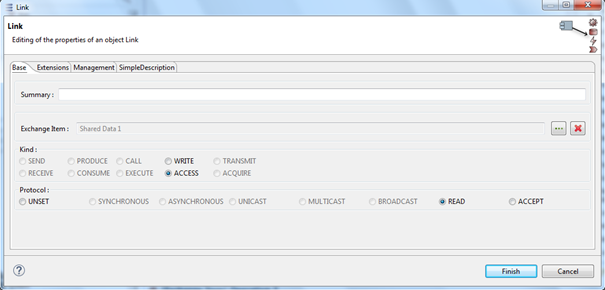 Link
Link
Editing of the properties of an object Link
Base Extensions Management SimpleDescription
Summary :
Exchange Item : Shared Data 1 ...
Kind :
SEND PRODUCE CALL WRITE TRANSMIT
RECEIVE CONSUME EXECUTE ACCESS ACQUIRE
Protocol :
UNSET SYNCHRONOUS ASYNCHRONOUS UNICAST MULTICAST BROADCAST READ ACCEPT
? Finish Cancel